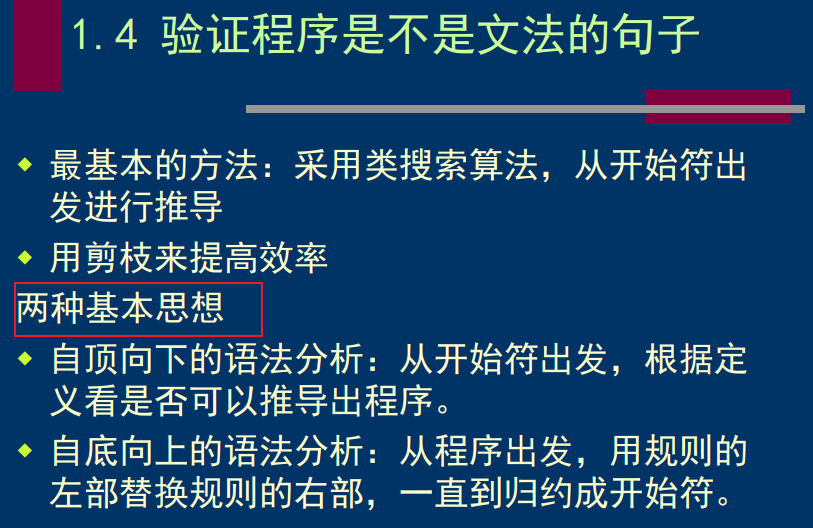 1.4 验证程序是不是文法的句子
最基本的方法：采用类搜索算法，从开始符出
发进行推导
用剪枝来提高效率
两种基本思想
自顶向下的语法分析：从开始符出发，根据定
义看是否可以推导出程序。
自底向上的语法分析：从程序出发，用规则的
左部替换规则的右部，一直到归约成开始符。